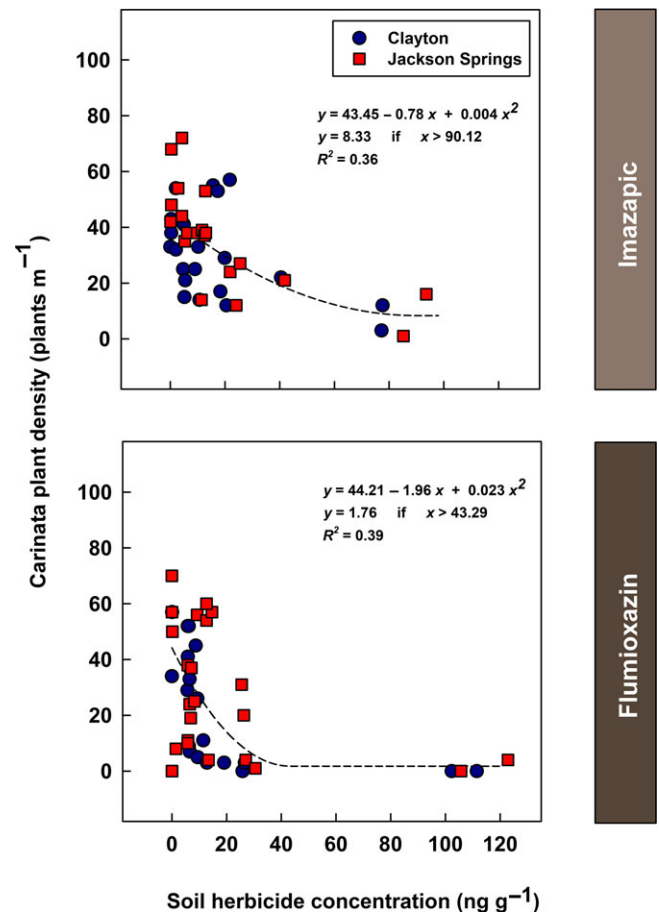 Clayton
Jackson Springs
y = 43.45 – 0.78 x + 0.004 x²
y = 8.33 if x > 90.12
R² = 0.36
100
80
60
40
20
0
Imazapic
Carinata plant density (plants m⁻¹)
y = 44.21 – 1.96 x + 0.023 x²
y = 1.76 if x > 43.29
R² = 0.39
100
80
60
40
20
0
Flumioxazin
0 20 40 60 80 100 120
Soil herbicide concentration (ng g⁻¹)